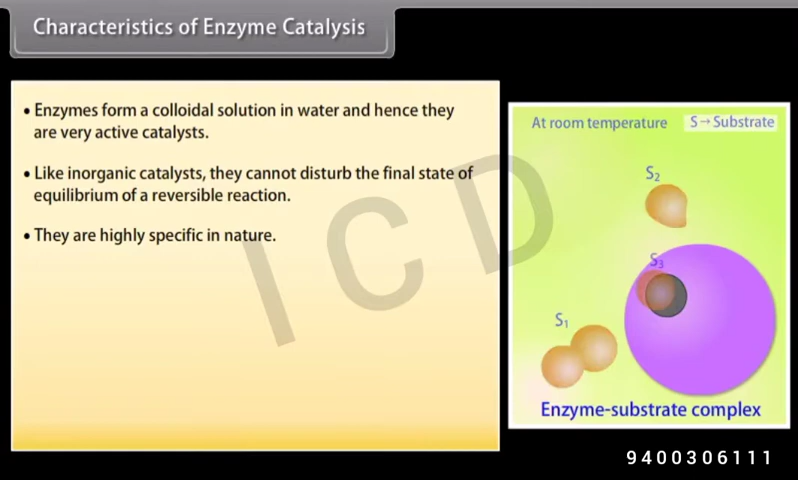 Characteristics of Enzyme Catalysis
• Enzymes form a colloidal solution in water and hence they
are very active catalysts.
• Like inorganic catalysts, they cannot disturb the final state of
equilibrium of a reversible reaction.
• They are highly specific in nature.
ICD
At room temperature S→Substrate
S₂
S₃
S₁
Enzyme-substrate complex
9400306111